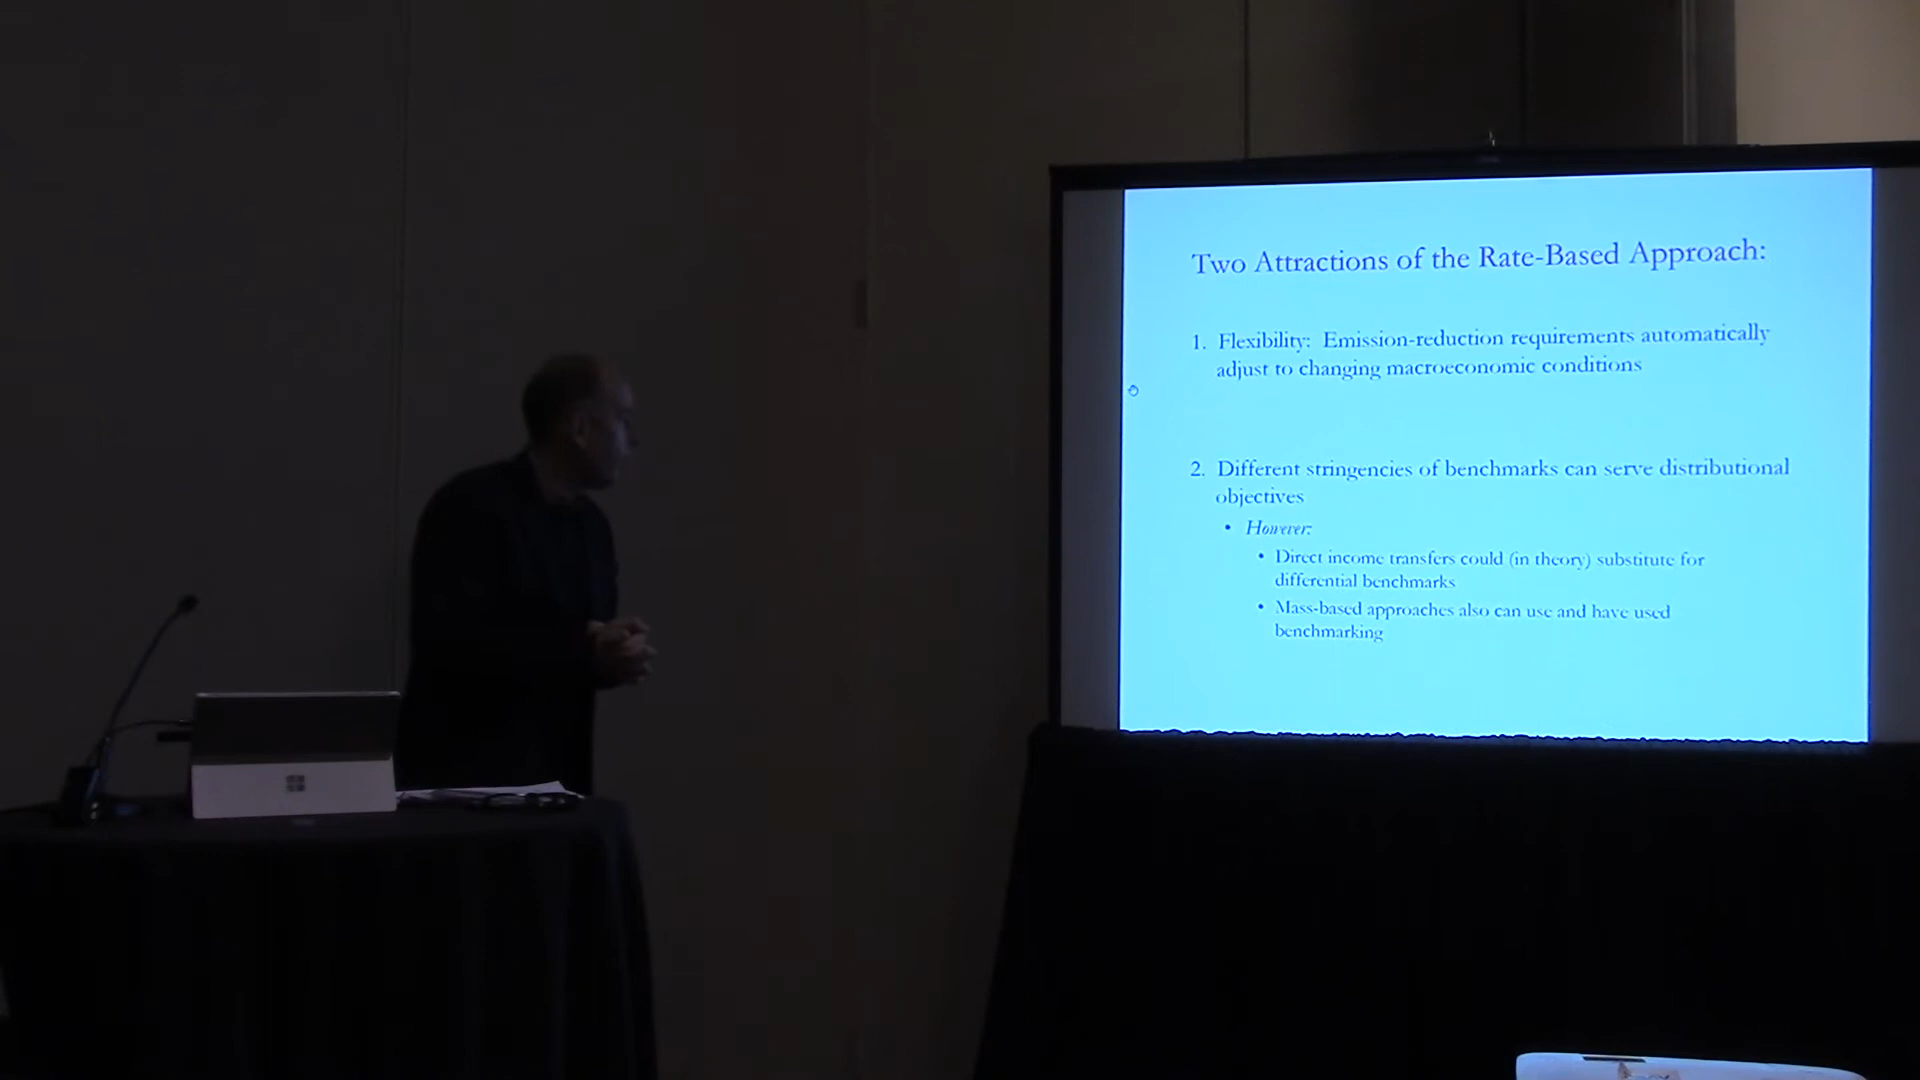 Two Attractions of the Rate-Based Approach:
1. Flexibility: Emission-reduction requirements automatically
adjust to changing macroeconomic conditions
2. Different stringencies of benchmarks can serve distributional
objectives
• However:
• Direct income transfers could (in theory) substitute for
differential benchmarks
• Mass-based approaches also can use and have used
benchmarking